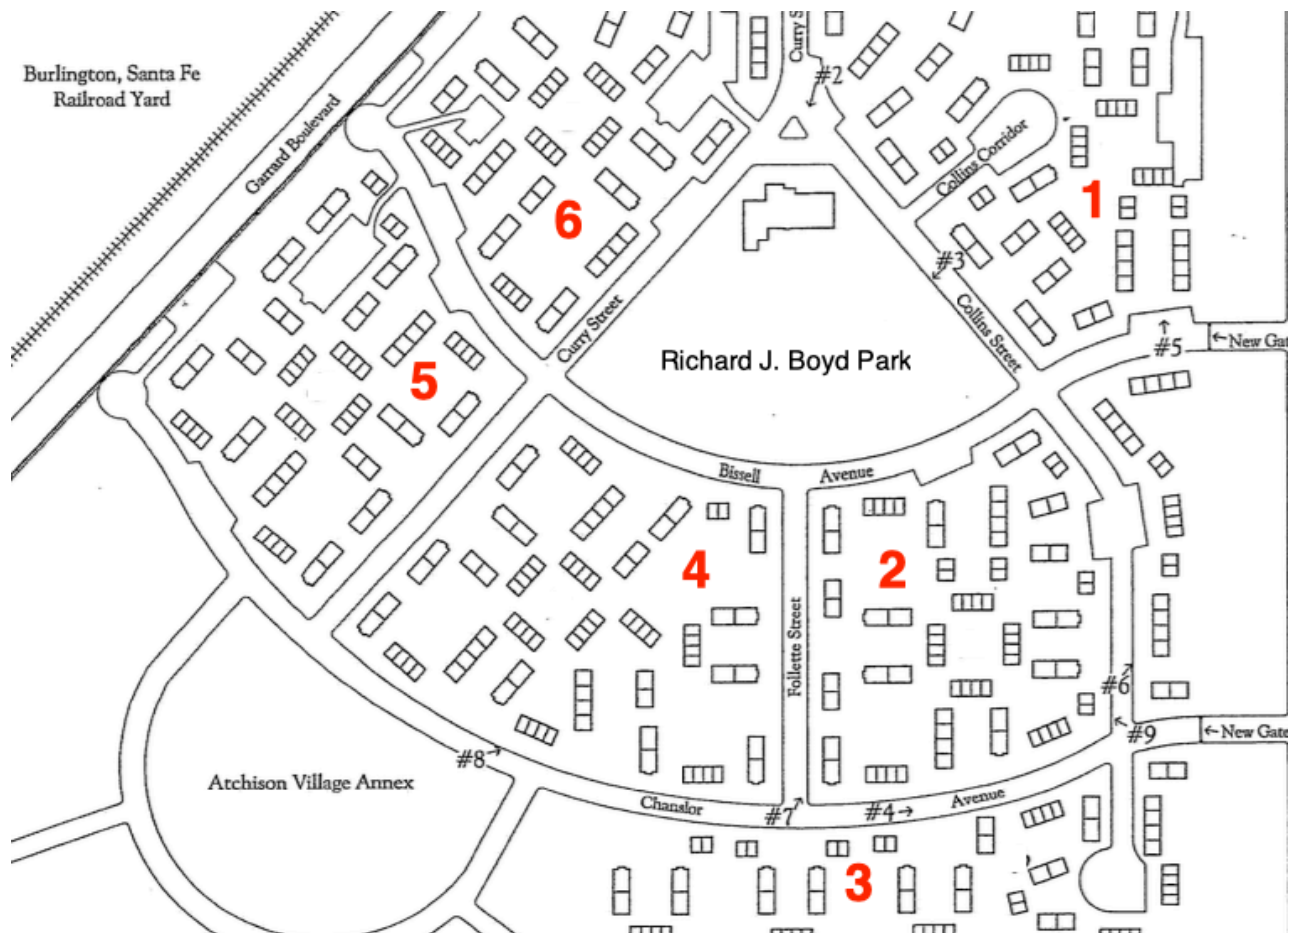 Burlington, Santa Fe
Railroad Yard
Garrard Boulevard
Curry S
#2
Collins Corridor
1
6
#3
Curry Street
Collins Street
#5
←New Gat
Richard J. Boyd Park
5
Bissell
Avenue
4
2
Follette Street
#6
#9
←New Gate
#8
Atchison Village Annex
Chanslor
#7
#4
Avenue
3